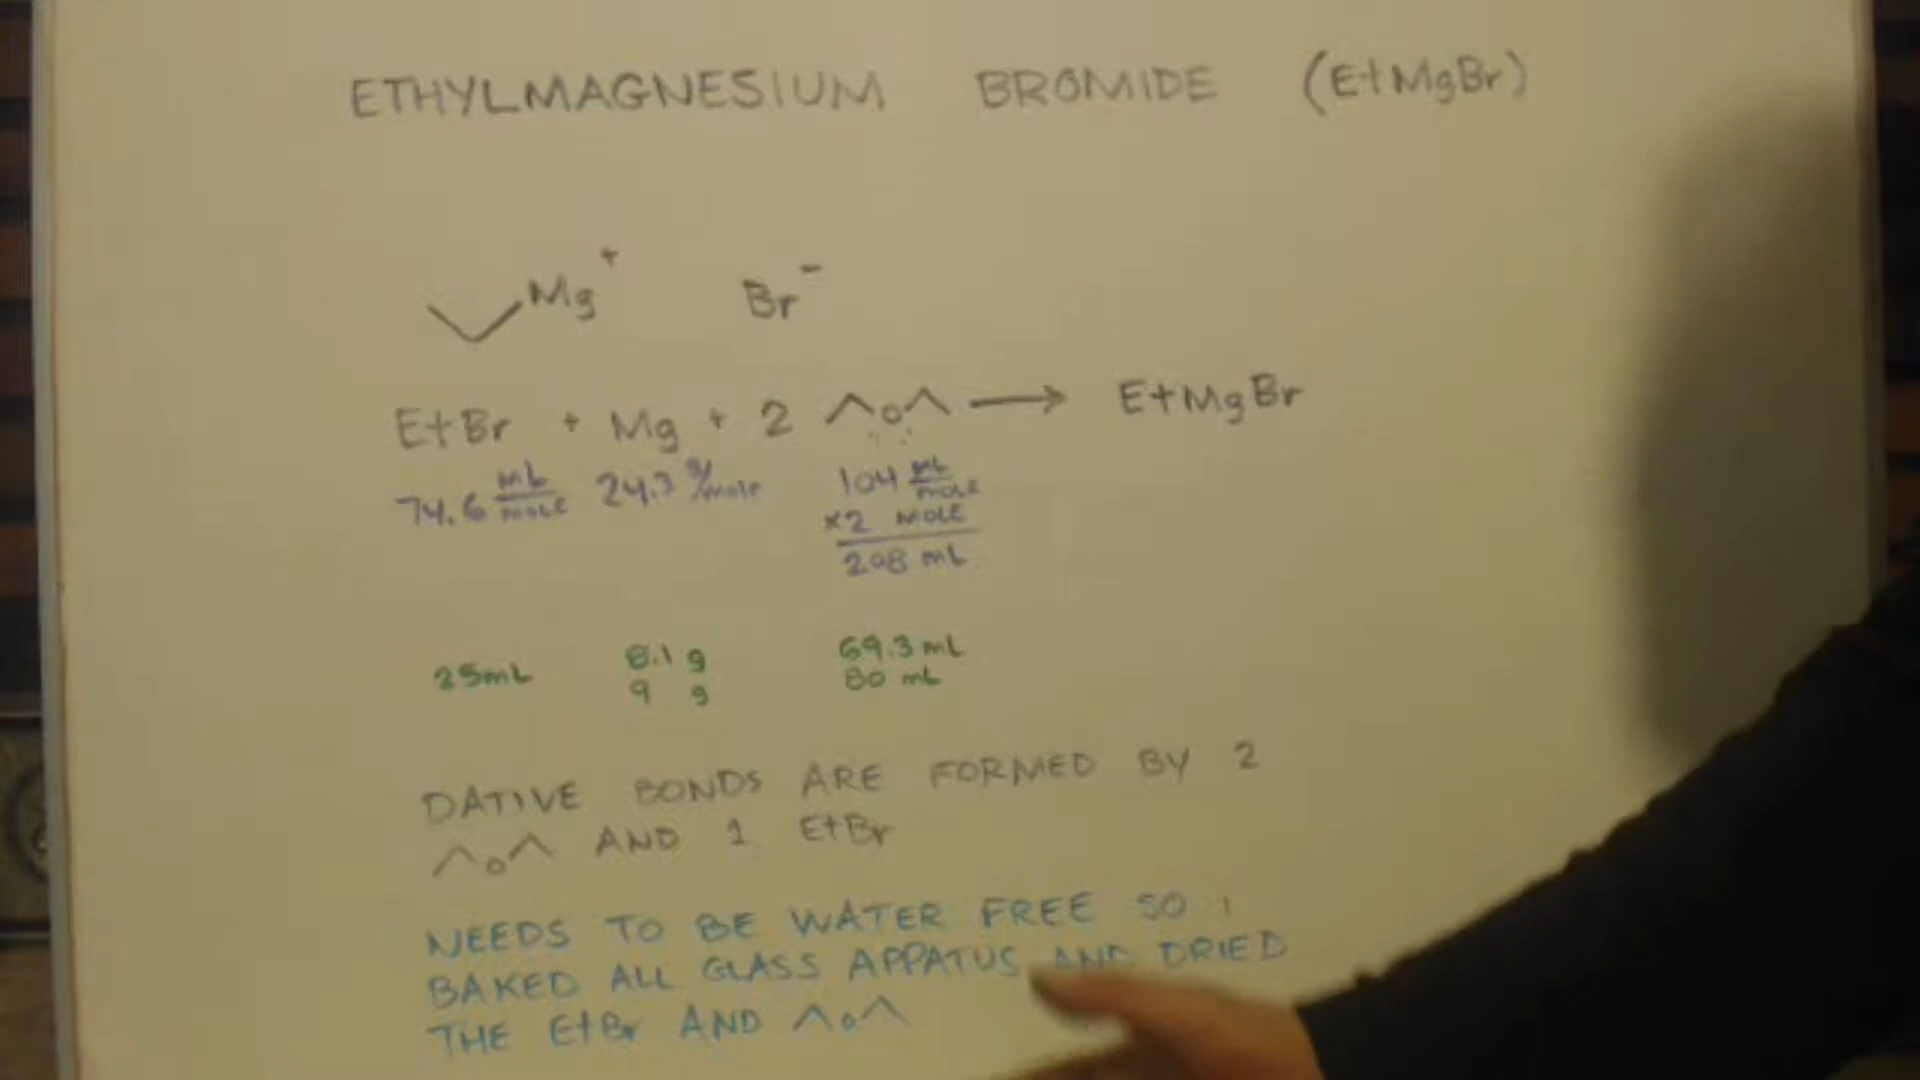 ETHYLMAGNESIUM BROMIDE (EtMgBr)
Mg+ Br-
EtBr + Mg + 2 O → EtMgBr
74.6 mL/MOLE 24.3 g/mole 104 mL/MOLE
×2 MOLE
208 mL
25mL 8.1 g 69.3 mL
9 g 80 mL
DATIVE BONDS ARE FORMED BY 2
O AND 1 EtBr
NEEDS TO BE WATER FREE SO I
BAKED ALL GLASS APPATUS AND DRIED
THE EtBr AND O